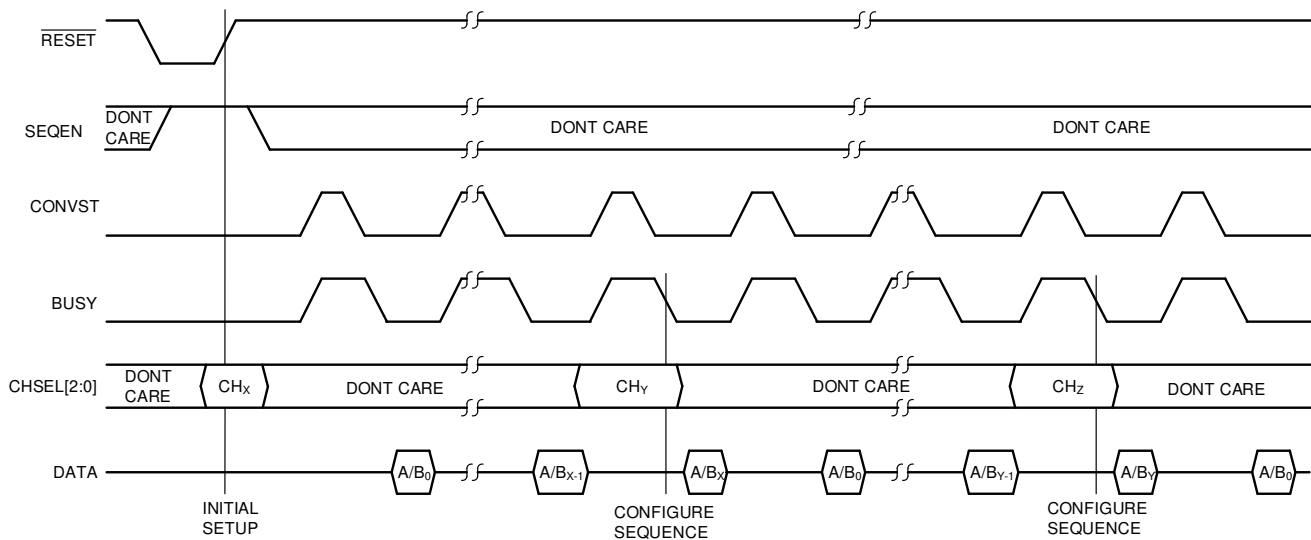 RESET
SEQEN
DONT
CARE
DONT CARE
DONT CARE
CONVST
BUSY
CHSEL[2:0]
DONT
CARE
CHX
DONT CARE
CHY
DONT CARE
CHZ
DONT CARE
DATA
A/B0
A/BX-1
A/BX
A/B0
A/BY-1
A/BY
A/B0
INITIAL
SETUP
CONFIGURE
SEQUENCE
CONFIGURE
SEQUENCE